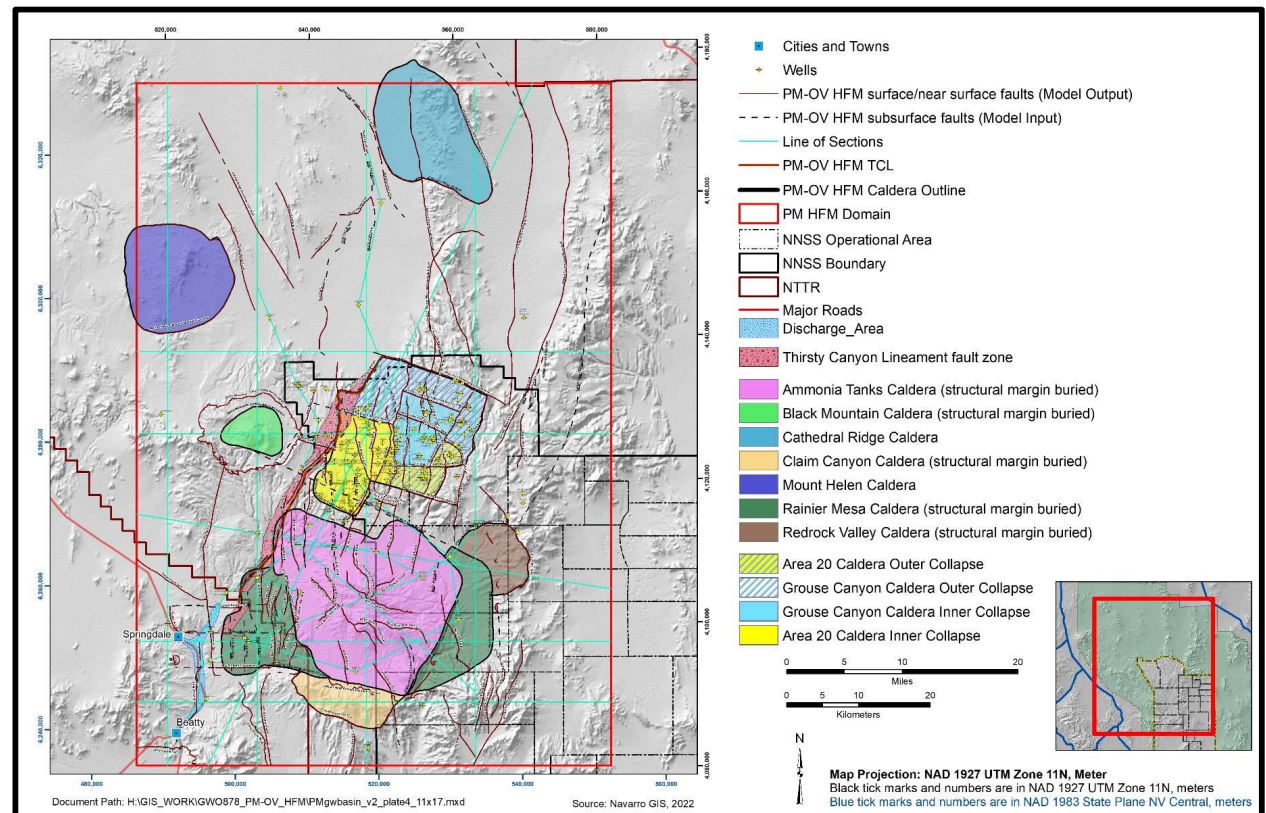 520,000
540,000
560,000
580,000
4,180,000
6,320,000
4,160,000
6,300,000
4,140,000
6,280,000
4,120,000
6,260,000
4,100,000
6,240,000
4,080,000
Springdale
Beatty
480,000
500,000
520,000
540,000
560,000
Document Path: H:\GIS_WORK\GWO878_PM-OV_HFM\PMgwbasin_v2_plate4_11x17.mxd
Source: Navarro GIS, 2022
Cities and Towns
Wells
PM-OV HFM surface/near surface faults (Model Output)
PM-OV HFM subsurface faults (Model Input)
Line of Sections
PM-OV HFM TCL
PM-OV HFM Caldera Outline
PM HFM Domain
NNSS Operational Area
NNSS Boundary
NTTR
Major Roads
Discharge_Area
Thirsty Canyon Lineament fault zone
Ammonia Tanks Caldera (structural margin buried)
Black Mountain Caldera (structural margin buried)
Cathedral Ridge Caldera
Claim Canyon Caldera (structural margin buried)
Mount Helen Caldera
Rainier Mesa Caldera (structural margin buried)
Redrock Valley Caldera (structural margin buried)
Area 20 Caldera Outer Collapse
Grouse Canyon Caldera Outer Collapse
Grouse Canyon Caldera Inner Collapse
Area 20 Caldera Inner Collapse
0 5 10 20
Miles
0 5 10 20
Kilometers
N
Map Projection: NAD 1927 UTM Zone 11N, Meter
Black tick marks and numbers are in NAD 1927 UTM Zone 11N, meters
Blue tick marks and numbers are in NAD 1983 State Plane NV Central, meters